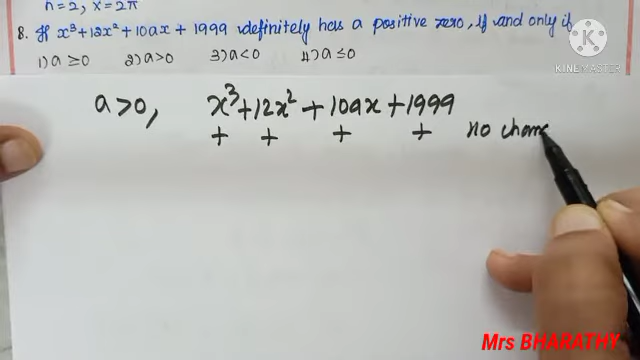 n = 2, x = 2π
8. If x³ + 12x² + 10ax + 1999 definitely has a positive zero, if and only if
1) a ≥ 0 2) a > 0 3) a < 0 4) a ≤ 0
KINEMASTER
a > 0, x³ + 12x² + 10ax + 1999
+ + + + no chan
Mrs BHARATHY